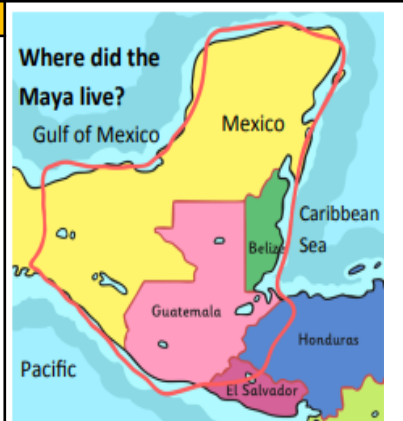 Where did the
Maya live?
Gulf of Mexico
Mexico
Caribbean
Sea
Belize
Guatemala
Honduras
Pacific
El Salvador